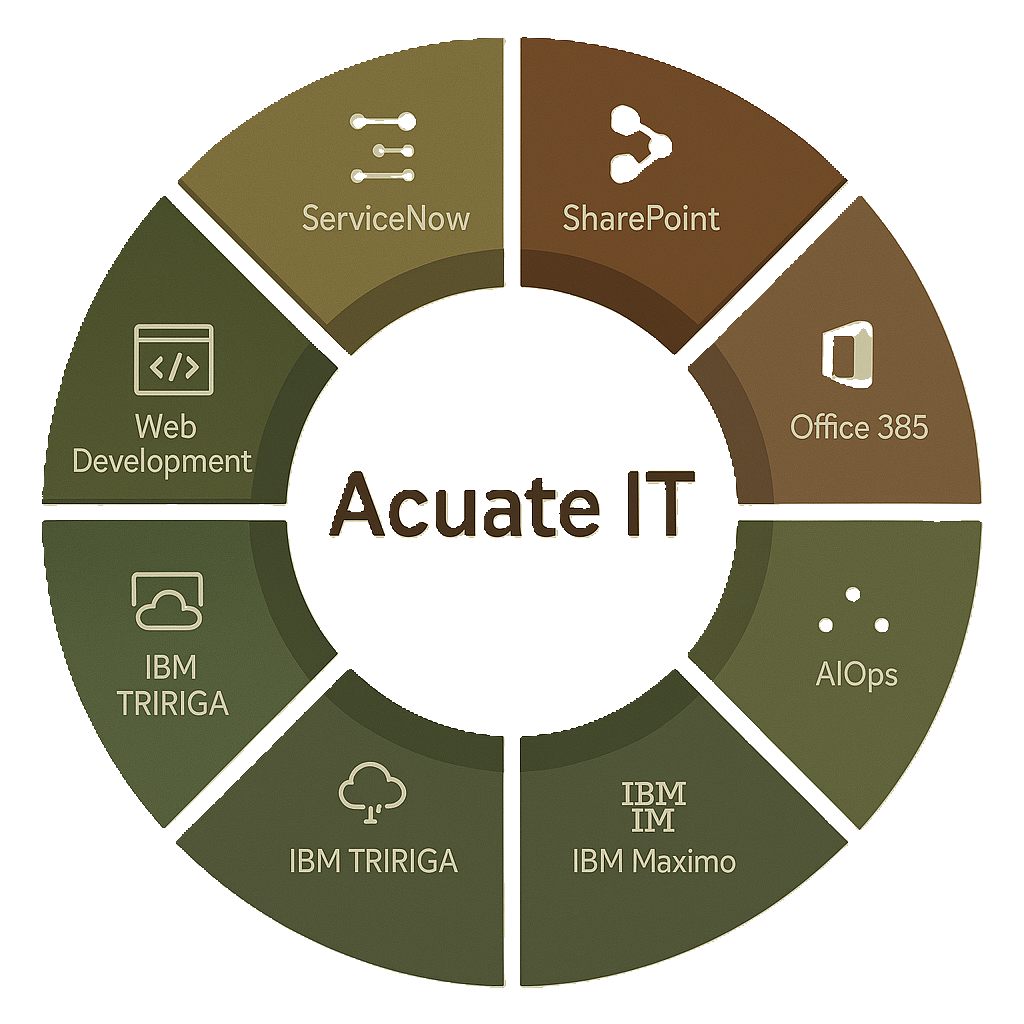 ServiceNow
SharePoint
Office 385
AIOps
IBM
IM
IBM Maximo
IBM TRIRIGA
IBM
TRIRIGA
Web
Development
Acuate IT